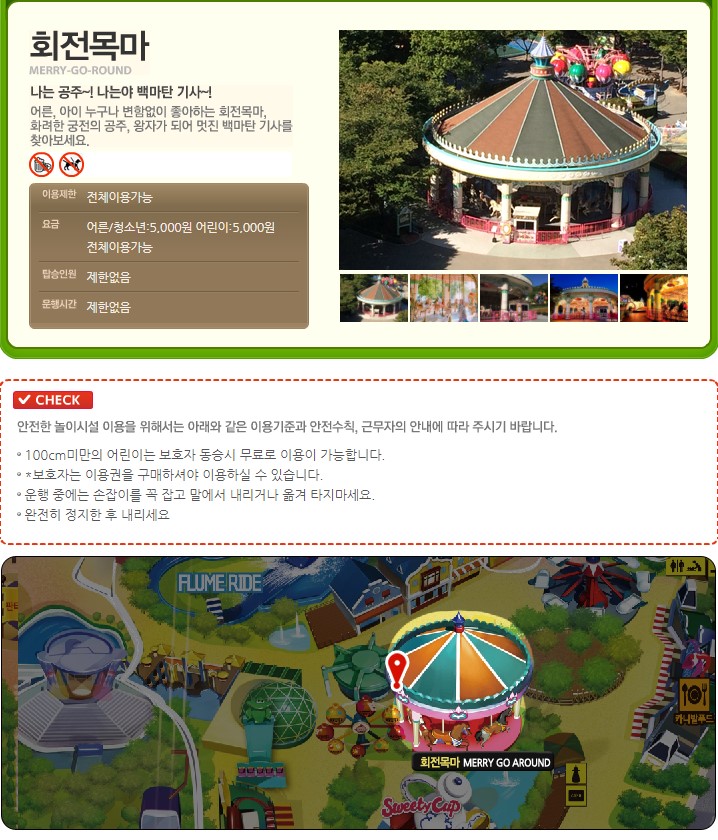 회전목마
MERRY-GO-ROUND
나는 공주~! 나는야 백마탄 기사~!
어른, 아이 누구나 변함없이 좋아하는 회전목마,
화려한 궁전의 공주, 왕자가 되어 멋진 백마탄 기사를
찾아보세요.
이용제한 전체이용가능
요금 어른/청소년:5,000원 어린이:5,000원
전체이용가능
탑승인원 제한없음
운행시간 제한없음
CHECK
안전한 놀이시설 이용을 위해서는 아래와 같은 이용기준과 안전수칙, 근무자의 안내에 따라 주시기 바랍니다.
100cm미만의 어린이는 보호자 동승시 무료로 이용이 가능합니다.
*보호자는 이용권을 구매하셔야 이용하실 수 있습니다.
운행 중에는 손잡이를 꼭 잡고 말에서 내리거나 옮겨 타지마세요.
완전히 정지한 후 내리세요
FLUME RIDE
카니발푸드
회전목마 MERRY GO AROUND
Sweety Cup